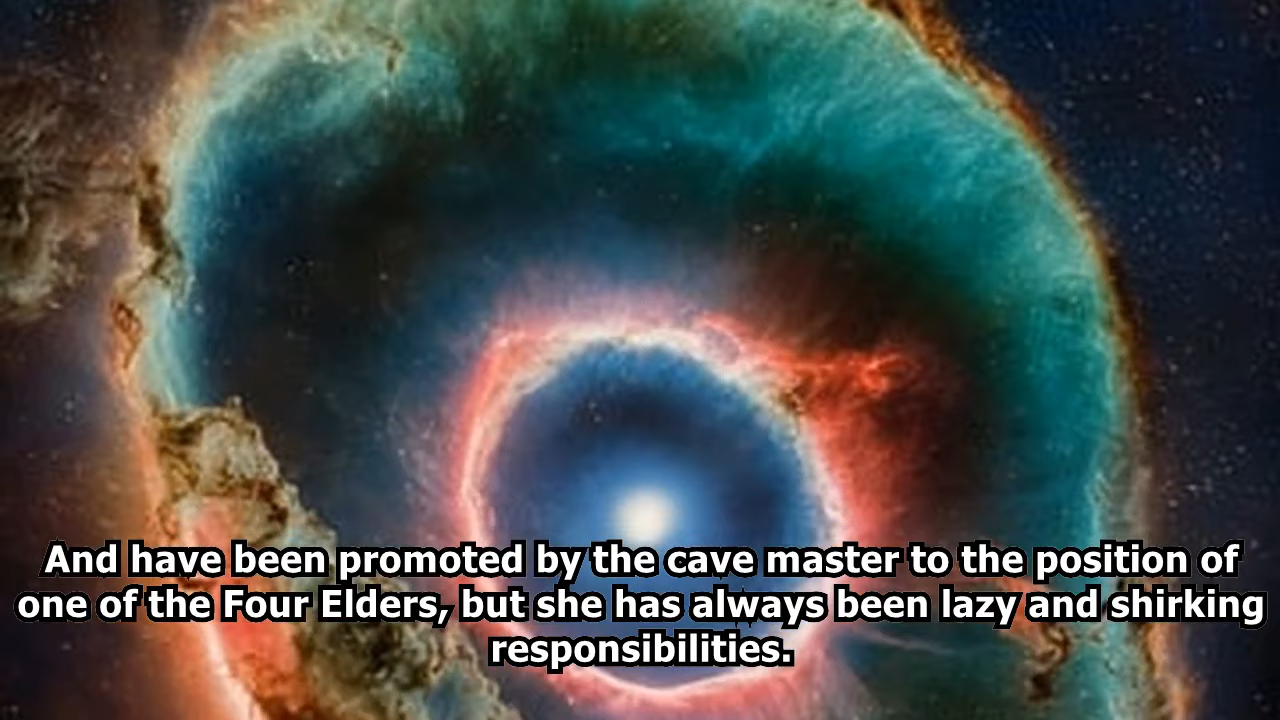 And have been promoted by the cave master to the position of
one of the Four Elders, but she has always been lazy and shirking
responsibilities.